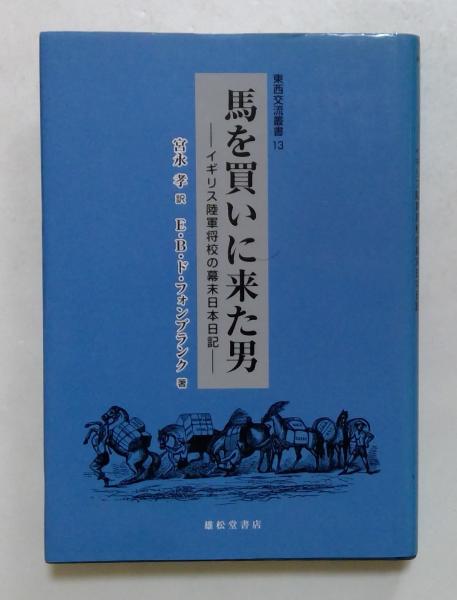 東西交流叢書 13
馬を買いに来た男
――イギリス陸軍将校の幕末日本日記――
E・B・ド・フォンブランク 著
宮永 孝 訳
雄松堂書店